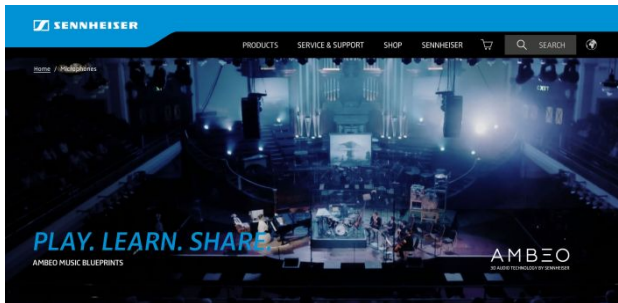 SENNHEISER
PRODUCTS SERVICE & SUPPORT SHOP SENNHEISER SEARCH
Home / Microphones
EXIT
PLAY. LEARN. SHARE.
AMBEO MUSIC BLUEPRINTS
AMBEO
3D AUDIO TECHNOLOGY BY SENNHEISER